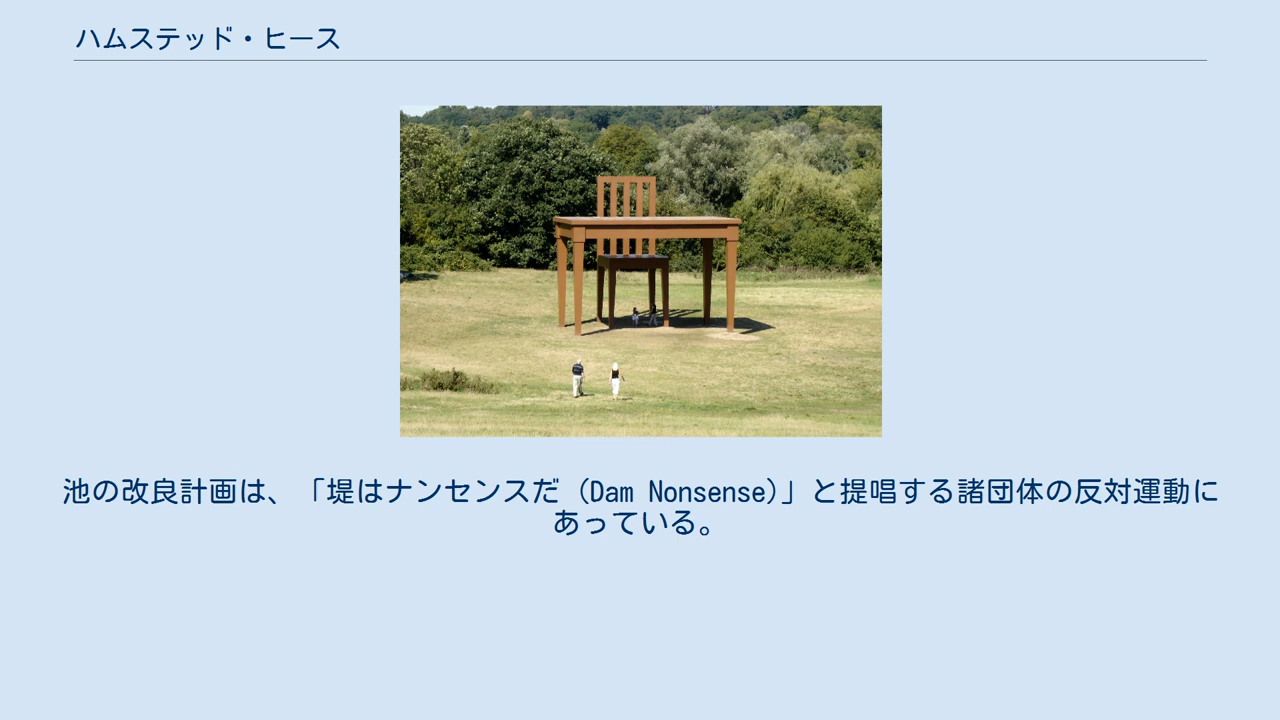 ハムステッド・ヒース
池の改良計画は、「堤はナンセンスだ (Dam Nonsense)」と提唱する諸団体の反対運動に
あっている。